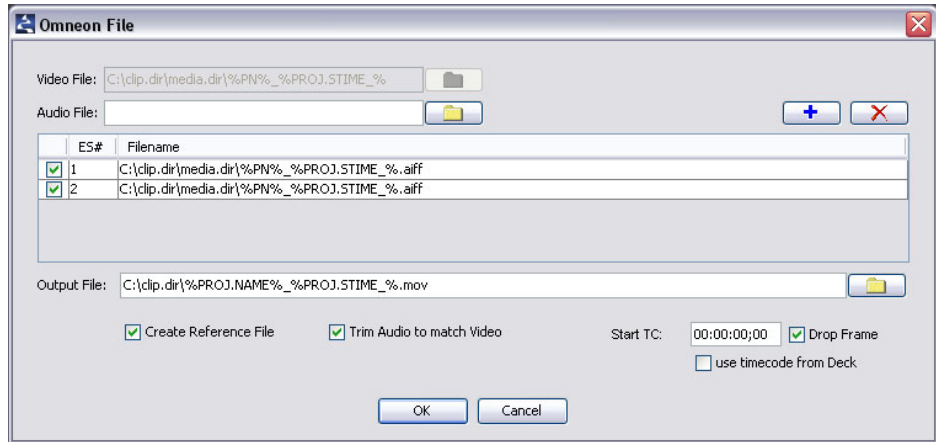 Omneon File
Video File: C:\clip.dir\media.dir\%PN%_%PROJ.STIME_%
Audio File:
ES# Filename
1 C:\clip.dir\media.dir\%PN%_%PROJ.STIME_%.aiff
2 C:\clip.dir\media.dir\%PN%_%PROJ.STIME_%.aiff
Output File: C:\clip.dir\%PROJ.NAME%_%PROJ.STIME_%.mov
Create Reference File Trim Audio to match Video Start TC: 00:00:00;00 Drop Frame
use timecode from Deck
OK Cancel